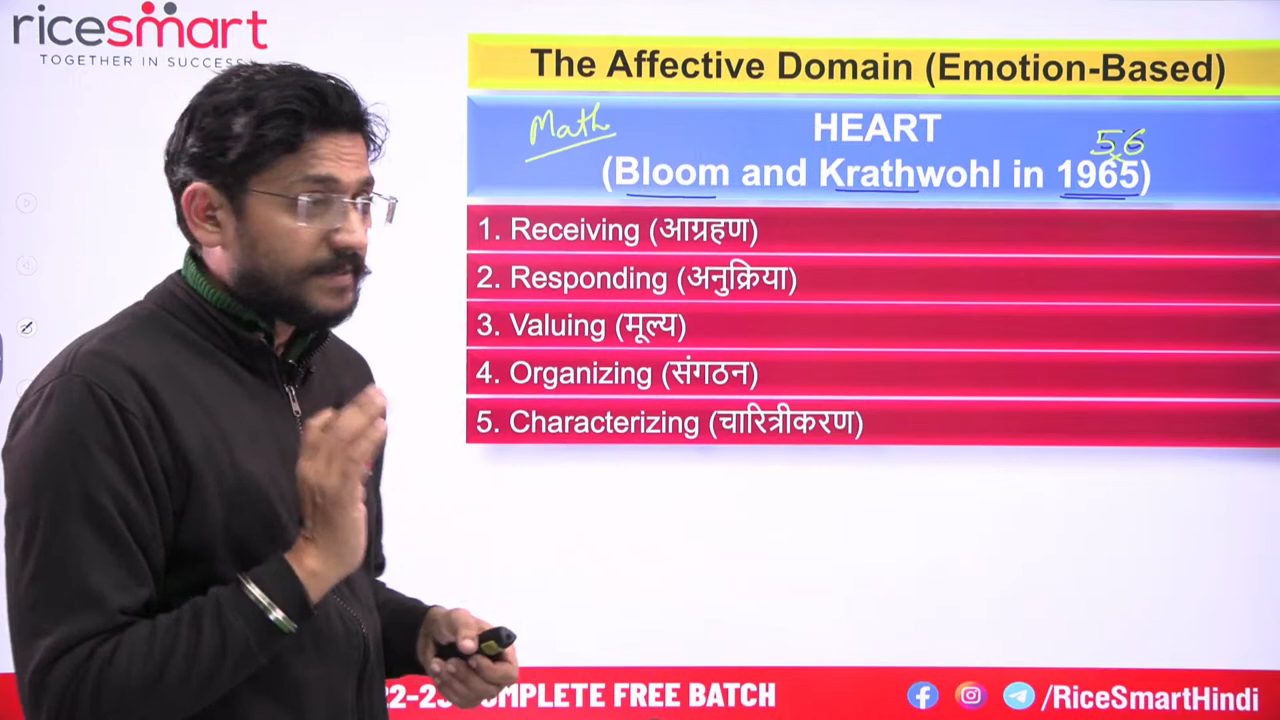 ricesmart
TOGETHER IN SUCCESS
The Affective Domain (Emotion-Based)
Math
HEART
56
(Bloom and Krathwohl in 1965)
1. Receiving (आग्रहण)
2. Responding (अनुक्रिया)
3. Valuing (मूल्य)
4. Organizing (संगठन)
5. Characterizing (चारित्रीकरण)
COMPLETE FREE BATCH
/RiceSmartHindi